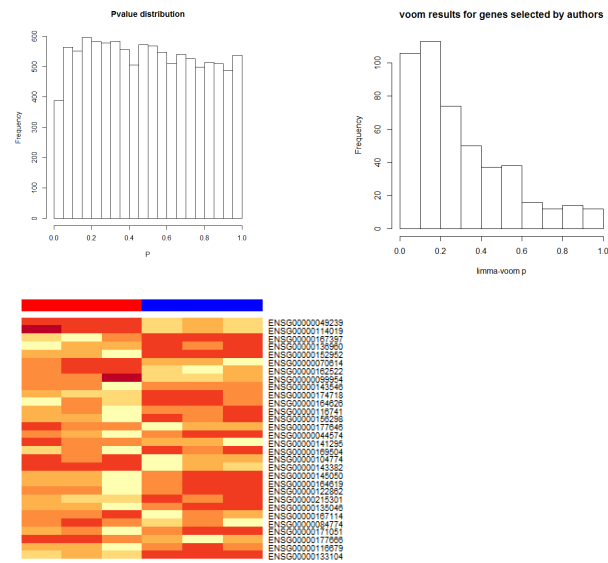 Pvalue distribution
Frequency
0 100 200 300 400 500 600
0.0 0.2 0.4 0.6 0.8 1.0
P
voom results for genes selected by authors
Frequency
0 20 40 60 80 100
0.0 0.2 0.4 0.6 0.8 1.0
limma-voom p
ENSG00000049239
ENSG00000114019
ENSG00000167397
ENSG00000136960
ENSG00000152952
ENSG00000070614
ENSG00000162522
ENSG00000099954
ENSG00000143546
ENSG00000174718
ENSG00000164626
ENSG00000116741
ENSG00000156298
ENSG00000177646
ENSG00000044574
ENSG00000141295
ENSG00000169504
ENSG00000104774
ENSG00000143382
ENSG00000145050
ENSG00000164619
ENSG00000122862
ENSG00000215301
ENSG00000135046
ENSG00000167114
ENSG00000084774
ENSG00000171051
ENSG00000177666
ENSG00000116679
ENSG00000133104